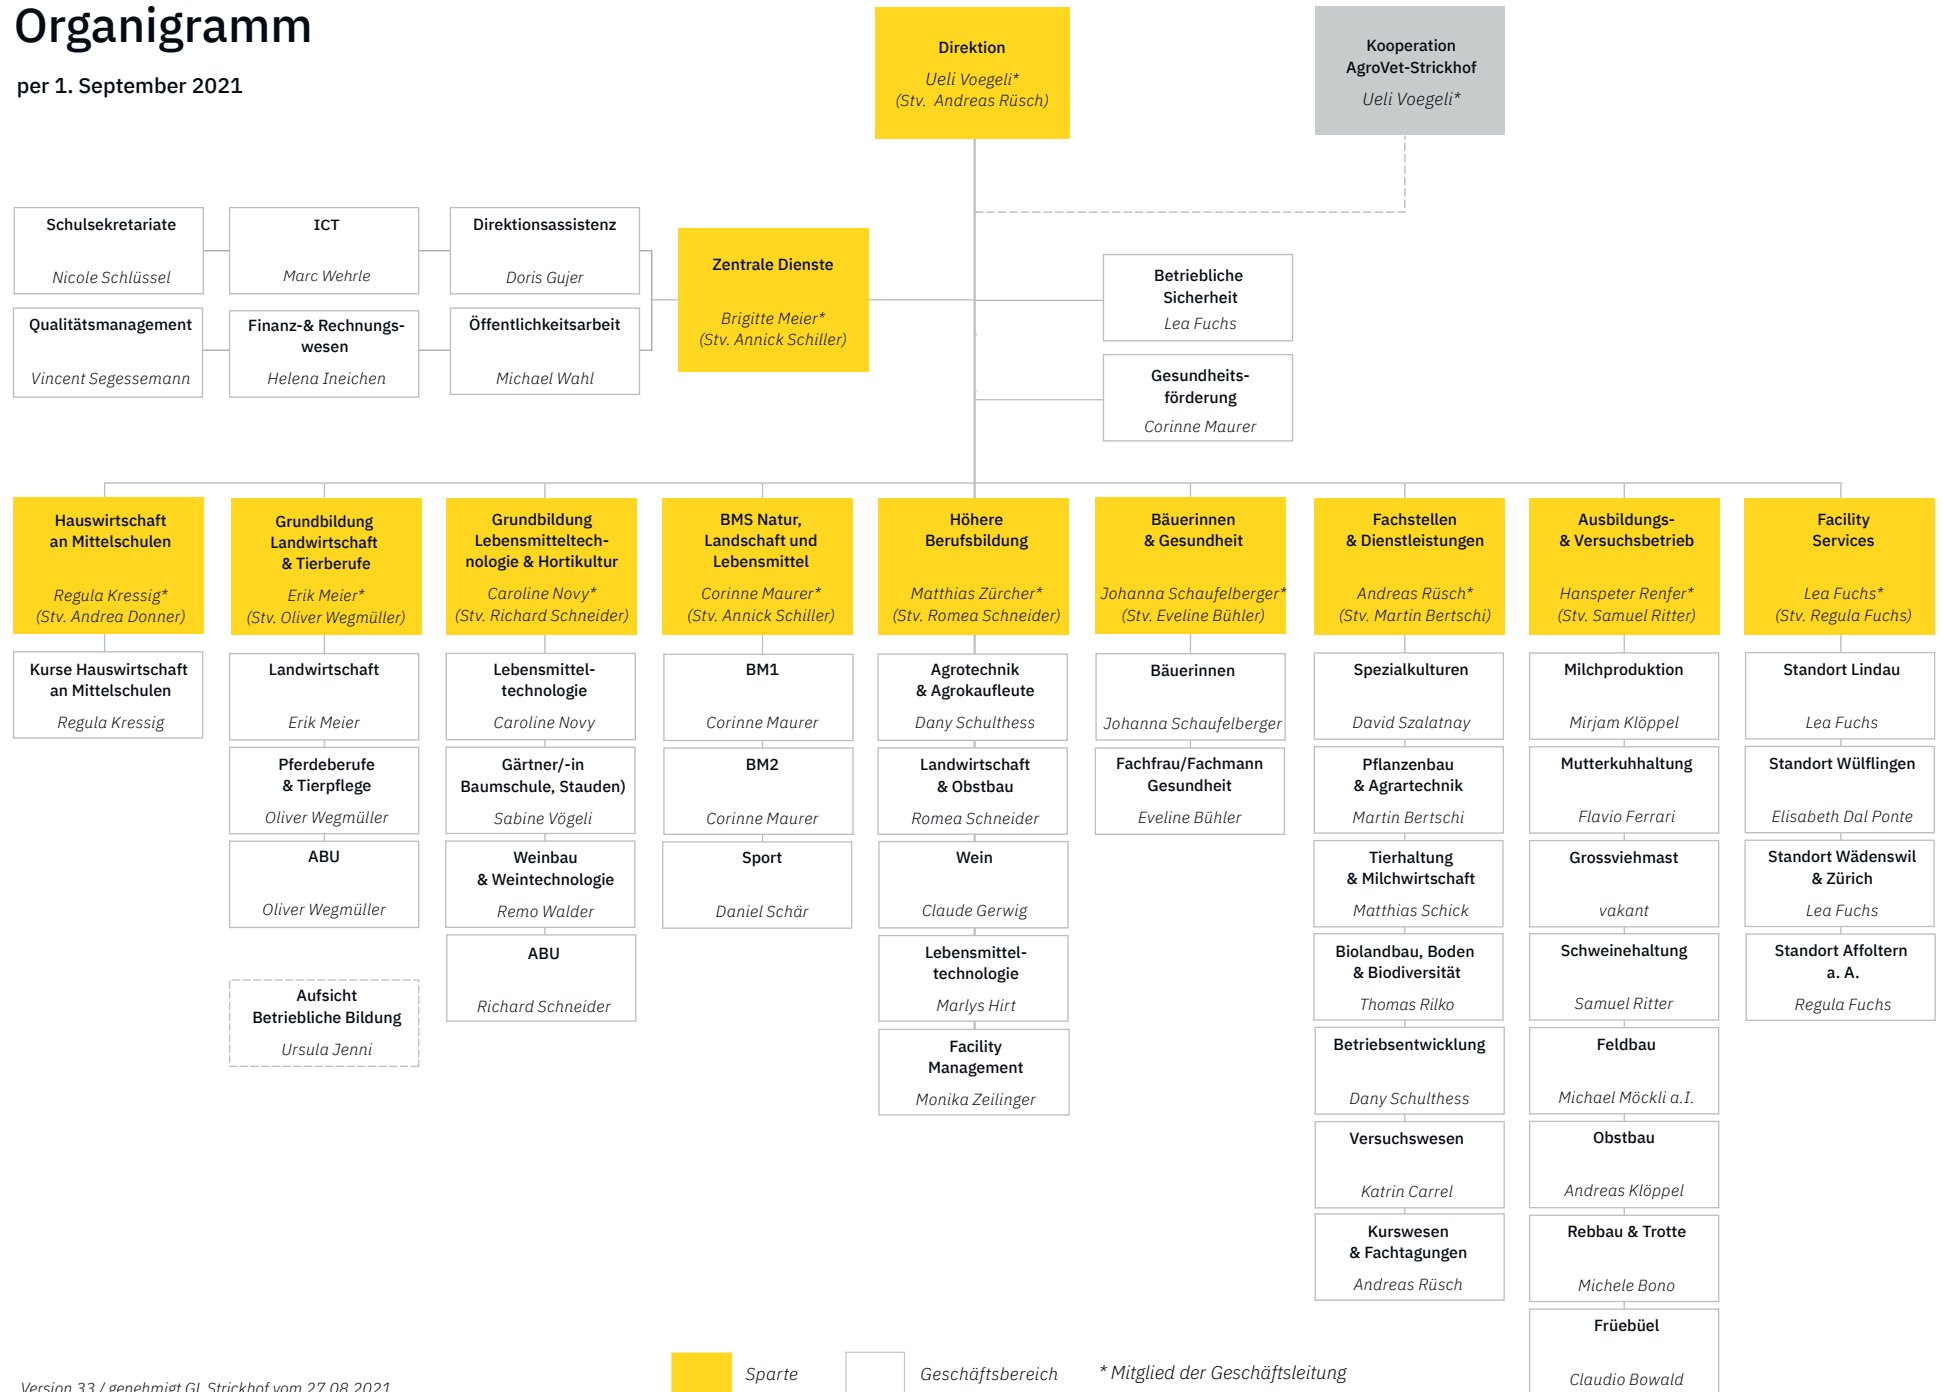 Organigramm
per 1. September 2021
Direktion
Ueli Voegeli*
(Stv. Andreas Rüsch)
Kooperation
AgroVet-Strickhof
Ueli Voegeli*
Schulsekretariate
Nicole Schlüssel
ICT
Marc Wehrle
Direktionsassistenz
Doris Gujer
Qualitätsmanagement
Vincent Segessemann
Finanz-& Rechnungs-
wesen
Helena Ineichen
Öffentlichkeitsarbeit
Michael Wahl
Zentrale Dienste
Brigitte Meier*
(Stv. Annick Schiller)
Betriebliche
Sicherheit
Lea Fuchs
Gesundheits-
förderung
Corinne Maurer
Hauswirtschaft
an Mittelschulen
Regula Kressig*
(Stv. Andrea Donner)
Kurse Hauswirtschaft
an Mittelschulen
Regula Kressig
Grundbildung
Landwirtschaft
& Tierberufe
Erik Meier*
(Stv. Oliver Wegmüller)
Landwirtschaft
Erik Meier
Pferdeberufe
& Tierpflege
Oliver Wegmüller
ABU
Oliver Wegmüller
Aufsicht
Betriebliche Bildung
Ursula Jenni
Grundbildung
Lebensmitteltech-
nologie & Hortikultur
Caroline Novy*
(Stv. Richard Schneider)
Lebensmittel-
technologie
Caroline Novy
Gärtner/-in
Baumschule, Stauden)
Sabine Vögeli
Weinbau
& Weintechnologie
Remo Walder
ABU
Richard Schneider
BMS Natur,
Landschaft und
Lebensmittel
Corinne Maurer*
(Stv. Annick Schiller)
BM1
Corinne Maurer
BM2
Corinne Maurer
Sport
Daniel Schär
Höhere
Berufsbildung
Matthias Zürcher*
(Stv. Romea Schneider)
Agrotechnik
& Agrokaufleute
Dany Schulthess
Landwirtschaft
& Obstbau
Romea Schneider
Wein
Claude Gerwig
Lebensmittel-
technologie
Marlys Hirt
Facility
Management
Monika Zeilinger
Bäuerinnen
& Gesundheit
Johanna Schaufelberger*
(Stv. Eveline Bühler)
Bäuerinnen
Johanna Schaufelberger
Fachfrau/Fachmann
Gesundheit
Eveline Bühler
Fachstellen
& Dienstleistungen
Andreas Rüsch*
(Stv. Martin Bertschi)
Spezialkulturen
David Szalatnay
Pflanzenbau
& Agrartechnik
Martin Bertschi
Tierhaltung
& Milchwirtschaft
Matthias Schick
Biolandbau, Boden
& Biodiversität
Thomas Rilko
Betriebsentwicklung
Dany Schulthess
Versuchswesen
Katrin Carrel
Kurswesen
& Fachtagungen
Andreas Rüsch
Ausbildungs-
& Versuchsbetrieb
Hanspeter Renfer*
(Stv. Samuel Ritter)
Milchproduktion
Mirjam Klöppel
Mutterkuhhaltung
Flavio Ferrari
Grossviehmast
vakant
Schweinehaltung
Samuel Ritter
Feldbau
Michael Möckli a.I.
Obstbau
Andreas Klöppel
Rebbau & Trotte
Michele Bono
Früebüel
Claudio Bowald
Facility
Services
Lea Fuchs*
(Stv. Regula Fuchs)
Standort Lindau
Lea Fuchs
Standort Wülflingen
Elisabeth Dal Ponte
Standort Wädenswil
& Zürich
Lea Fuchs
Standort Affoltern
a. A.
Regula Fuchs
Sparte
Geschäftsbereich
* Mitglied der Geschäftsleitung
Version 33 / genehmigt GL Strickhof vom 27.08.2021